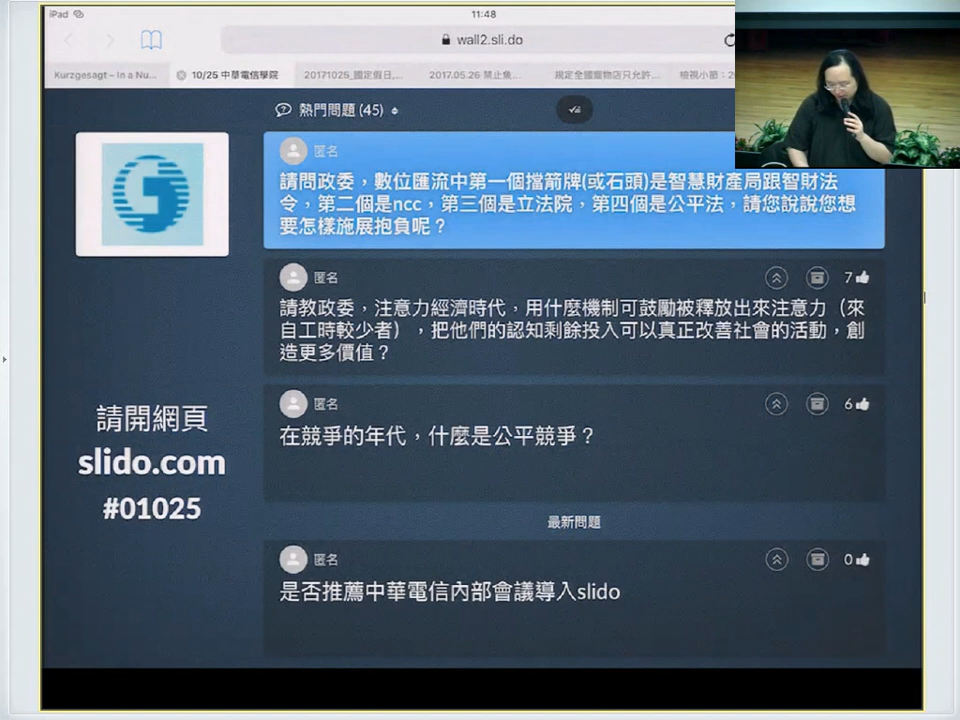 iPad
11:48
wall2.sli.do
Kurzgesagt – In a Nu...
10/25 中華電信學院
20171025_國定假日,...
2017.05.26 禁止魚...
規定全國寵物店只允許...
檢視小節：20
熱門問題 (45)
匿名
請問政委，數位匯流中第一個擋箭牌(或石頭)是智慧財產局跟智財法
令，第二個是ncc，第三個是立法院，第四個是公平法，請您說說您想
要怎樣施展抱負呢？
匿名
7
請教政委，注意力經濟時代，用什麼機制可鼓勵被釋放出來注意力（來
自工時較少者），把他們的認知剩餘投入可以真正改善社會的活動，創
造更多價值？
匿名
6
在競爭的年代，什麼是公平競爭？
請開網頁
slido.com
#01025
最新問題
匿名
0
是否推薦中華電信內部會議導入slido